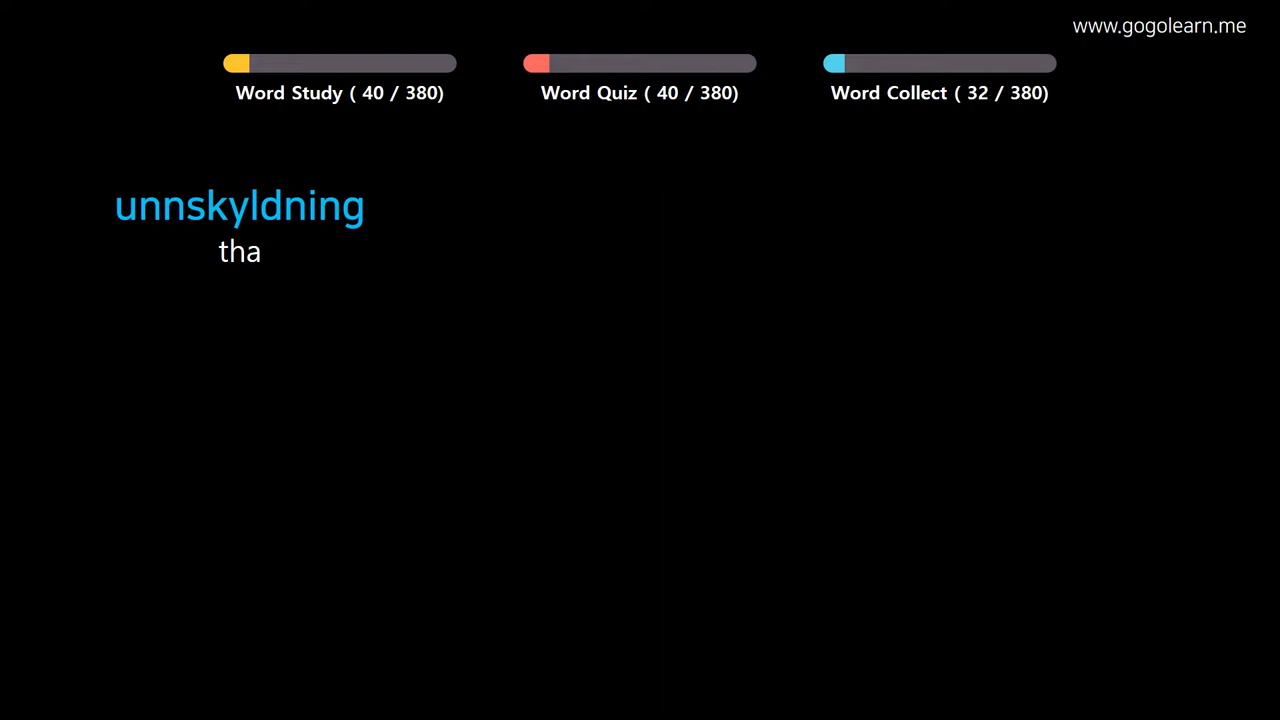 www.gogolearn.me
Word Study ( 40 / 380)
Word Quiz ( 40 / 380)
Word Collect ( 32 / 380)
unnskyldning
tha